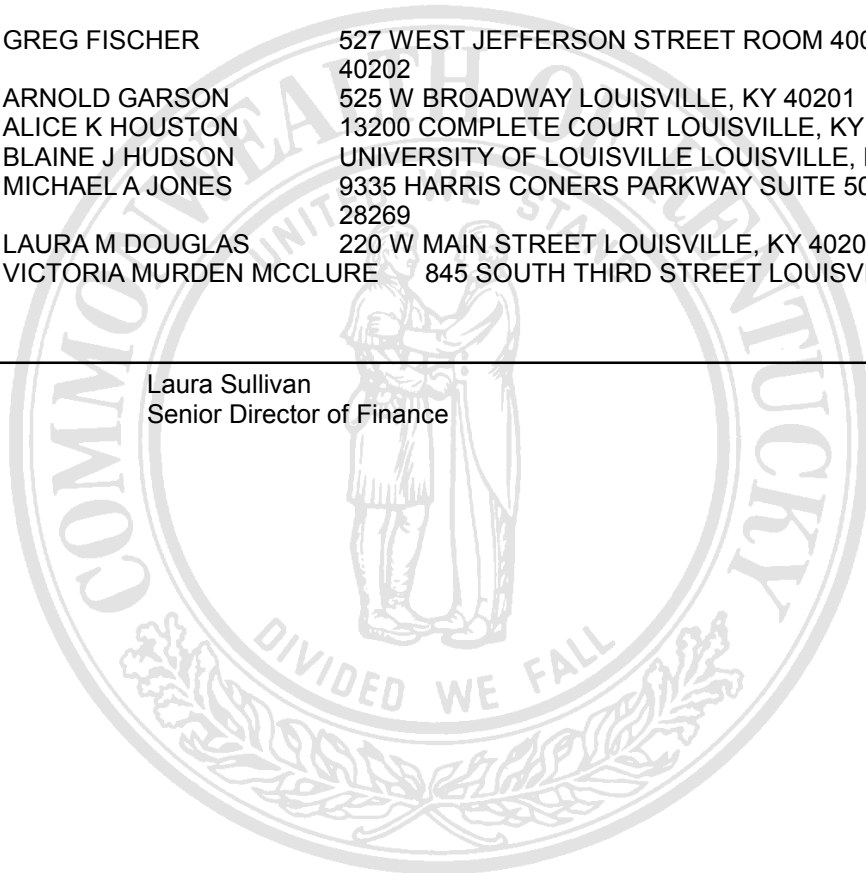 GREG FISCHER 527 WEST JEFFERSON STREET ROOM 400
40202
ARNOLD GARSON 525 W BROADWAY LOUISVILLE, KY 40201
ALICE K HOUSTON 13200 COMPLETE COURT LOUISVILLE, KY
BLAINE J HUDSON UNIVERSITY OF LOUISVILLE LOUISVILLE,
MICHAEL A JONES 9335 HARRIS CONERS PARKWAY SUITE
28269
LAURA M DOUGLAS 220 W MAIN STREET LOUISVILLE, KY
VICTORIA MURDEN MCCLURE 845 SOUTH THIRD STREET
Laura Sullivan
Senior Director of Finance
COMMONWEALTH OF KENTUCKY
UNITED WE STAND
DIVIDED WE FALL